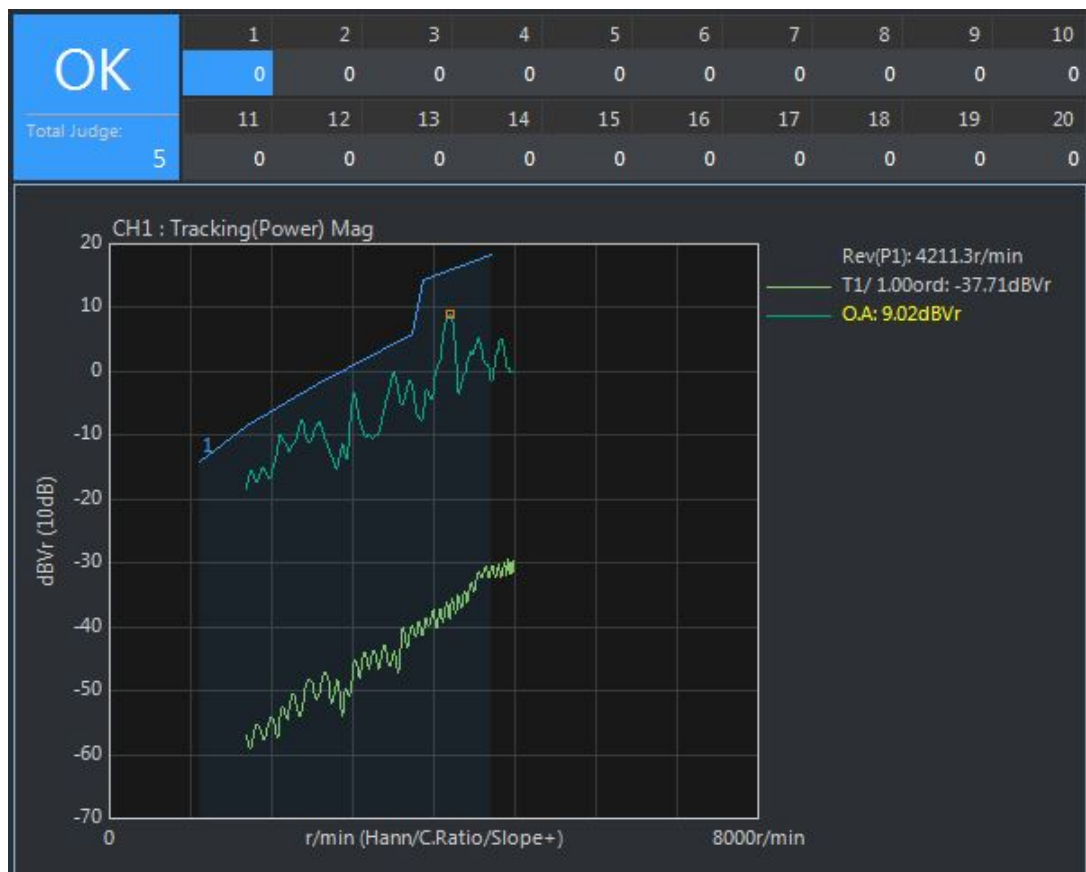 OK
Total Judge:
5
1 2 3 4 5 6 7 8 9 10
0 0 0 0 0 0 0 0 0 0
11 12 13 14 15 16 17 18 19 20
0 0 0 0 0 0 0 0 0 0
CH1 : Tracking(Power) Mag
Rev(P1): 4211.3r/min
T1/ 1.00ord: -37.71dBVr
O.A: 9.02dBVr
20
10
0
-10
-20
-30
-40
-50
-60
-70
dBVr (10dB)
1
0 r/min (Hann/C.Ratio/Slope+) 8000r/min